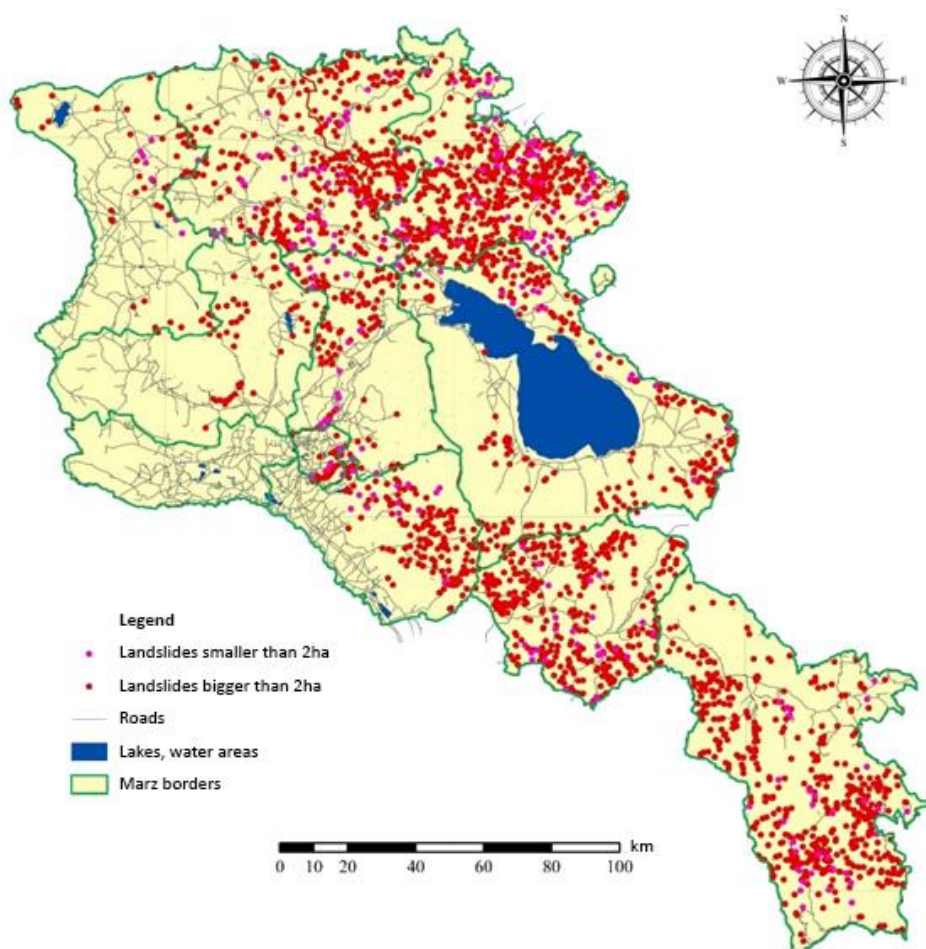 N
W
E
S
Legend
Landslides smaller than 2ha
Landslides bigger than 2ha
Roads
Lakes, water areas
Marz borders
km
0 10 20 40 60 80 100